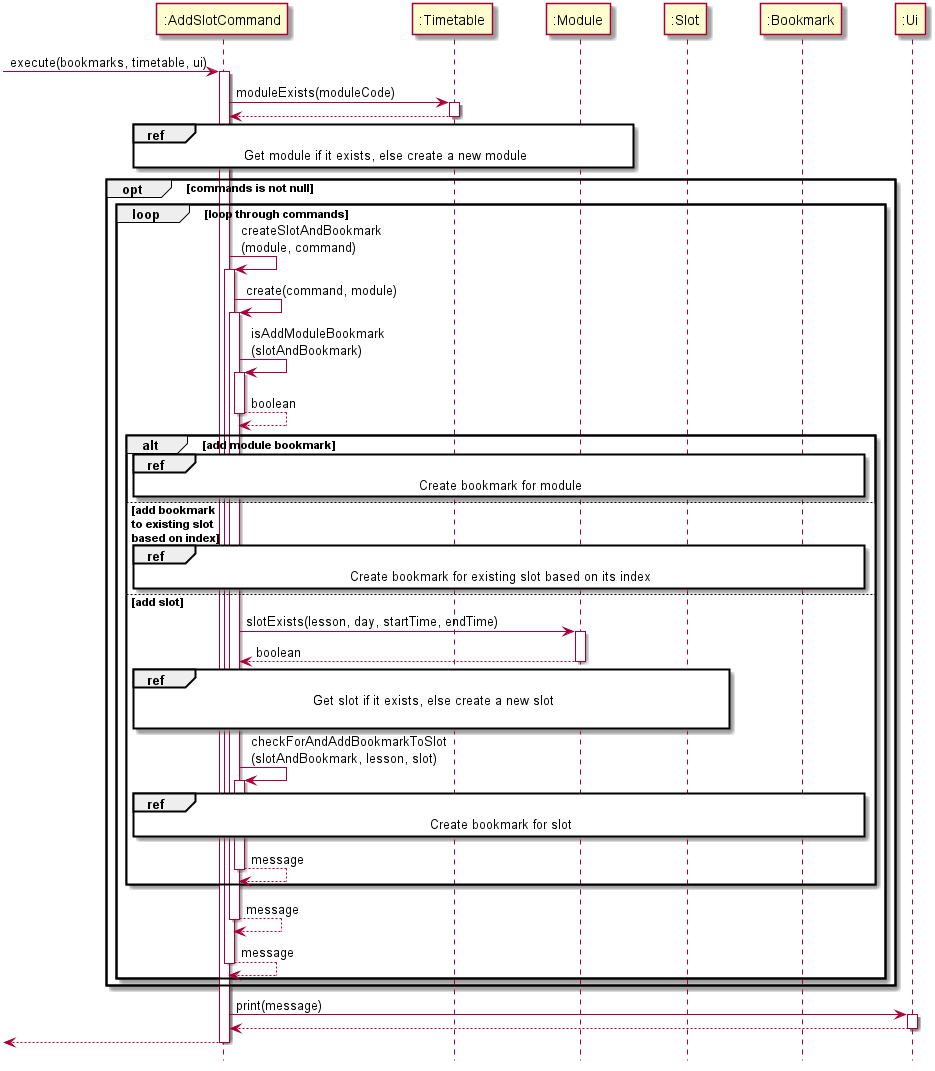 :AddSlotCommand
:Timetable
:Module
:Slot
:Bookmark
:Ui
execute(bookmarks, timetable, ui)
moduleExists(moduleCode)
ref
Get module if it exists, else create a new module
opt
[commands is not null]
loop
[loop through commands]
createSlotAndBookmark
(module, command)
create(command, module)
isAddModuleBookmark
(slotAndBookmark)
boolean
alt
[add module bookmark]
ref
Create bookmark for module
[add bookmark
to existing slot
based on index]
ref
Create bookmark for existing slot based on its index
[add slot]
slotExists(lesson, day, startTime, endTime)
boolean
ref
Get slot if it exists, else create a new slot
checkForAndAddBookmarkToSlot
(slotAndBookmark, lesson, slot)
ref
Create bookmark for slot
message
message
message
print(message)